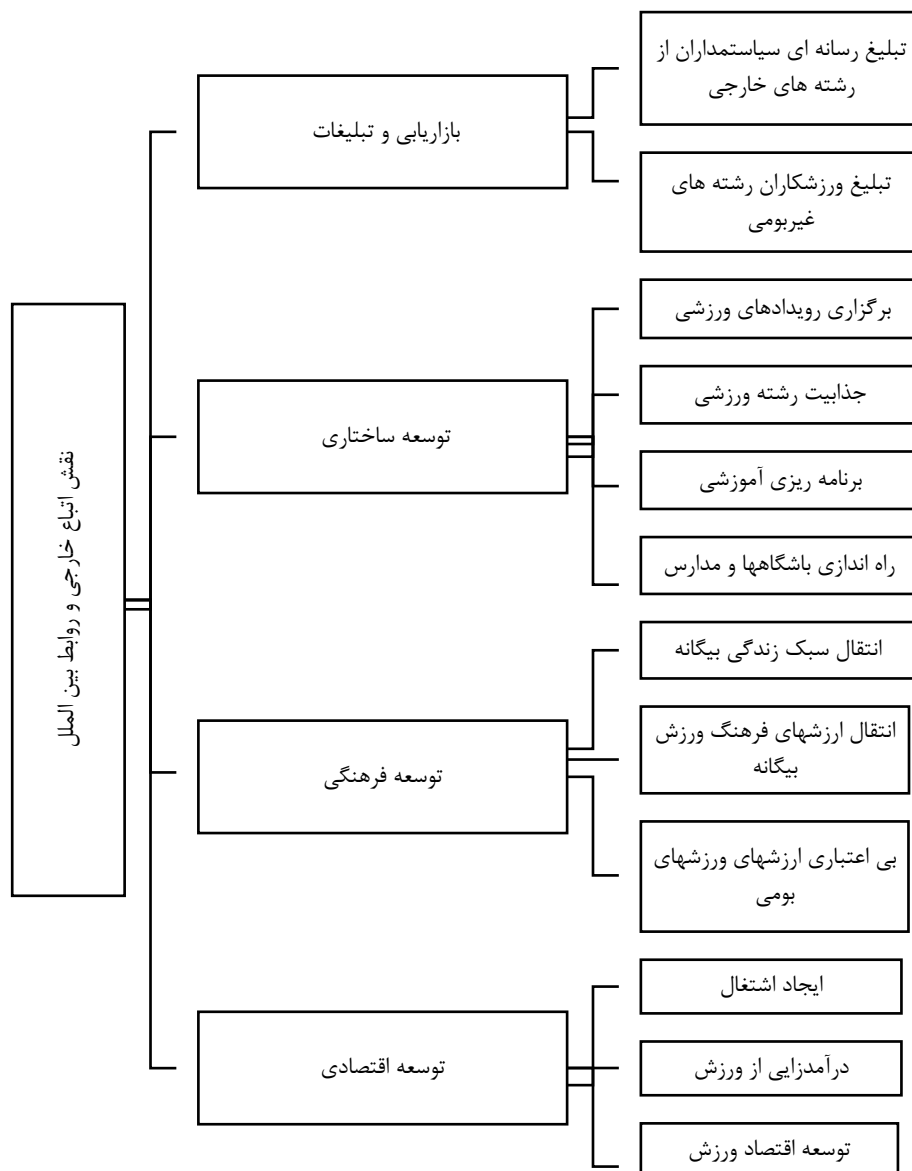 نقش اتباع خارجی و روابط بین الملل
بازاریابی و تبلیغات
تبلیغ رسانه ای سیاستمداران از
رشته های خارجی
تبلیغ ورزشکاران رشته های
غیربومی
توسعه ساختاری
برگزاری رویدادهای ورزشی
جذابیت رشته ورزشی
برنامه ریزی آموزشی
راه اندازی باشگاهها و مدارس
توسعه فرهنگی
انتقال سبک زندگی بیگانه
انتقال ارزشهای فرهنگ ورزش
بیگانه
بی اعتباری ارزشهای ورزشهای
بومی
توسعه اقتصادی
ایجاد اشتغال
درآمدزایی از ورزش
توسعه اقتصاد ورزش